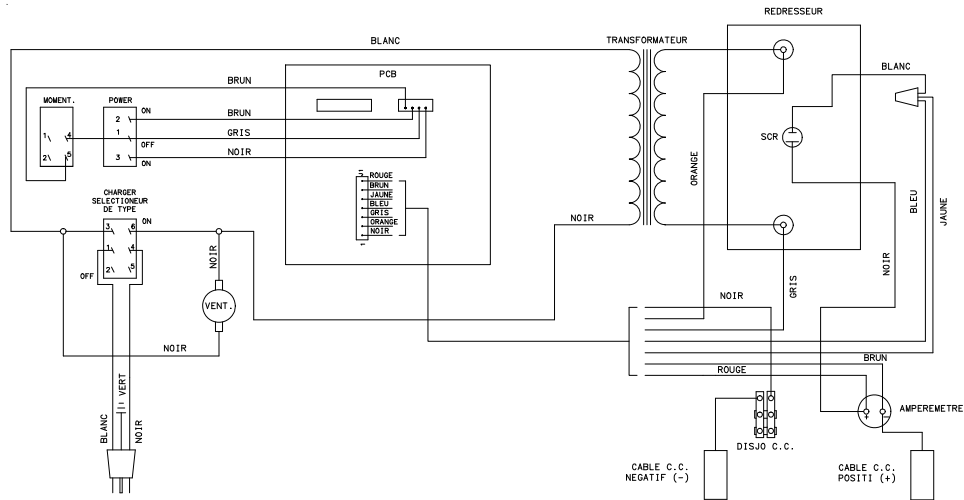 REDRESSEUR
BLANC
TRANSFORMATEUR
BLANC
PCB
BRUN
MOMENT.
POWER
ON
2
BRUN
1
4
1
GRIS
OFF
SCR
2
5
3
NOIR
ON
ORANGE
CHARGER
SELECTIONEUR
DE TYPE
ROUGE
BRUN
JAUNE
BLEU
GRIS
ORANGE
NOIR
1
ON
3
6
1
4
OFF
2
5
NOIR
NOIR
BLEU
JAUNE
NOIR
VENT.
GRIS
NOIR
NOIR
BRUN
ROUGE
VERT
BLANC
NOIR
+
-
AMPEREMETRE
DISJO C.C.
CABLE C.C.
NEGATIF (-)
CABLE C.C.
POSITI (+)